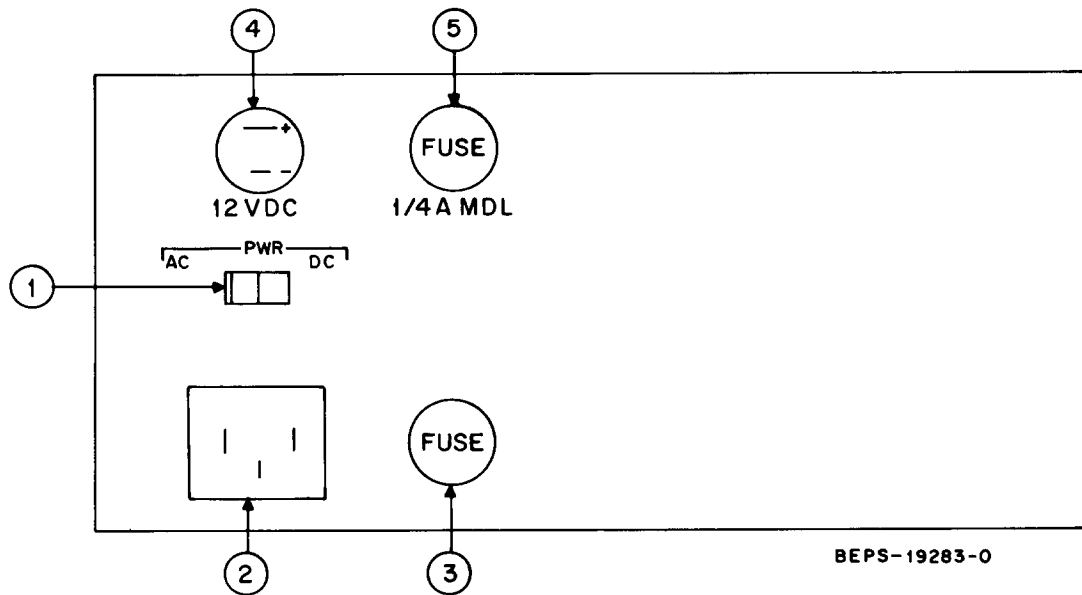 4
5
+
- -
FUSE
12 VDC
1/4 A MDL
PWR
AC
DC
1
FUSE
2
3
BEPS-19283-0